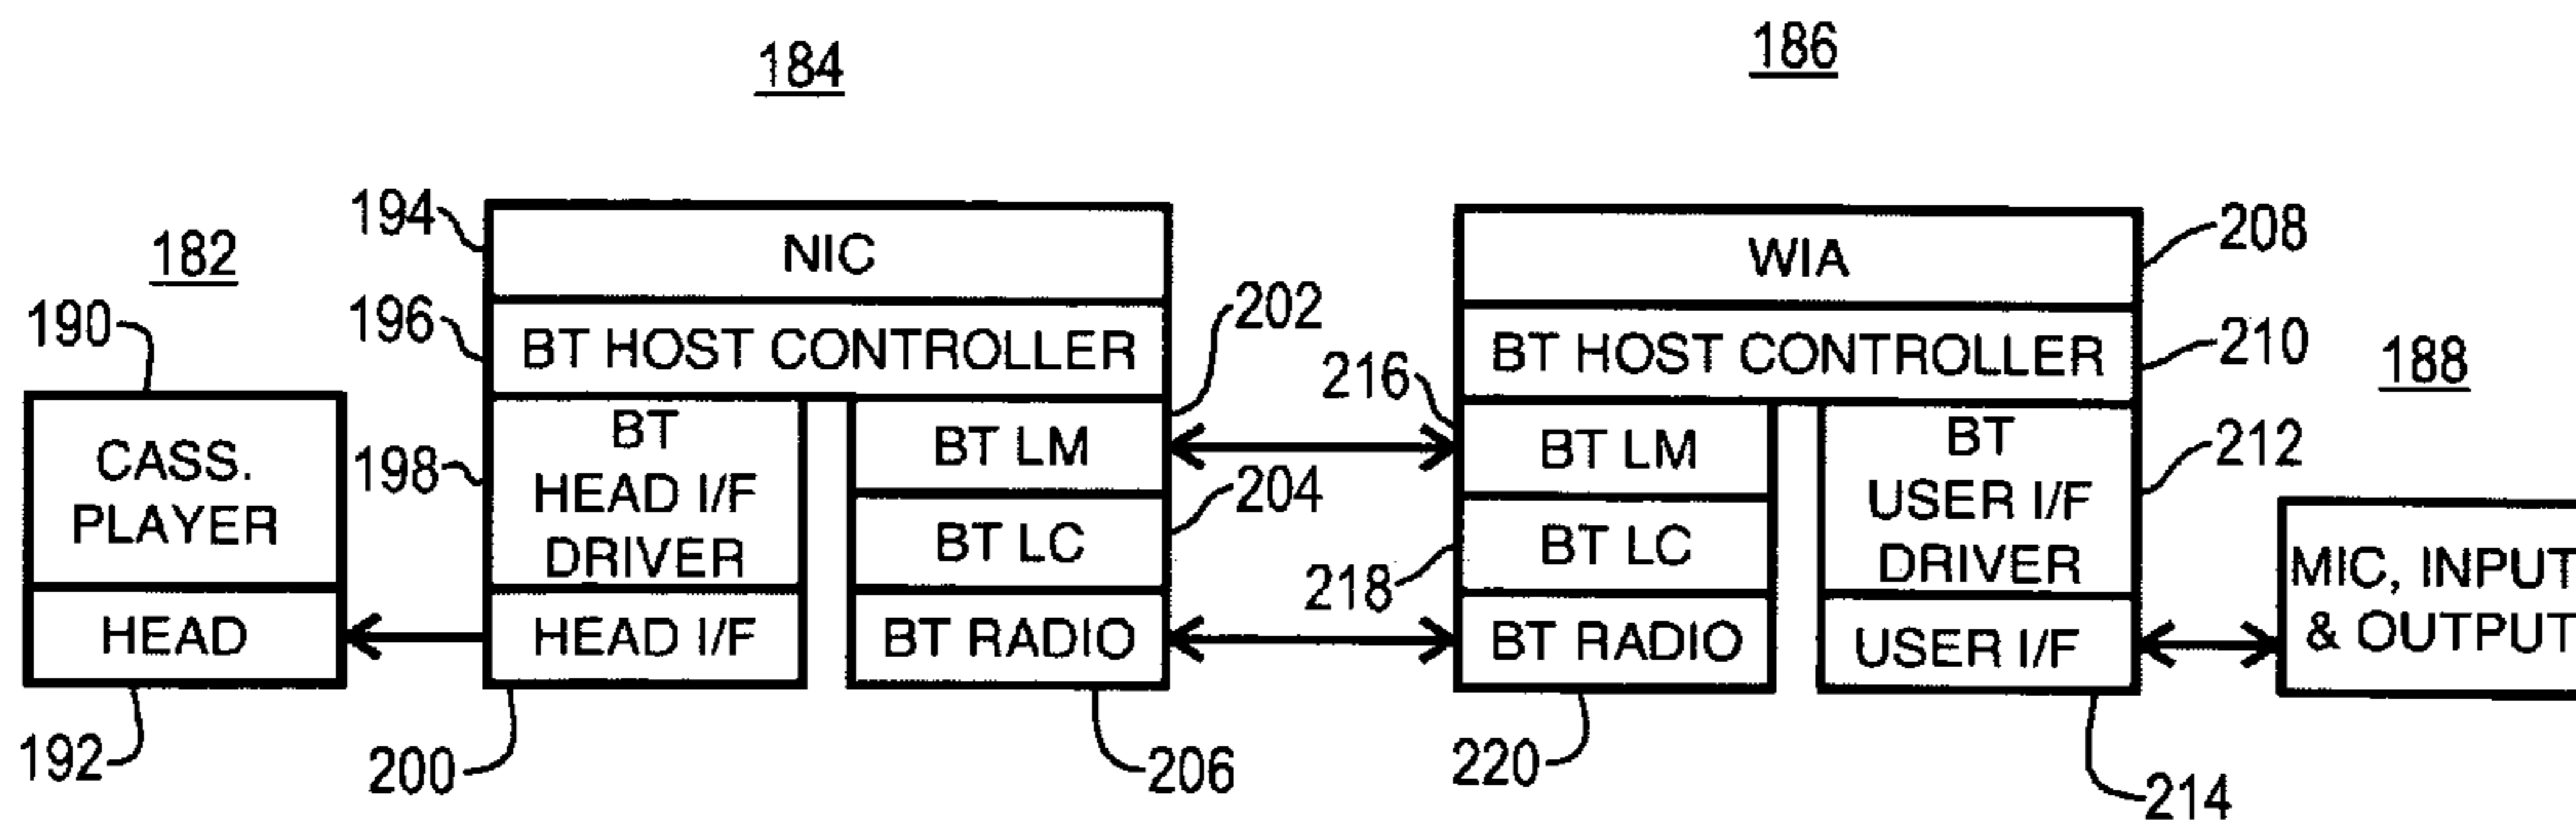 182
190
CASS.
PLAYER
HEAD
192
184
194
NIC
196
BT HOST CONTROLLER
198
BT
HEAD I/F
DRIVER
HEAD I/F
200
202
BT LM
204
BT LC
BT RADIO
206
186
WIA
208
BT HOST CONTROLLER
210
216
BT LM
218
BT LC
BT RADIO
220
BT
USER I/F
DRIVER
212
USER I/F
214
188
MIC, INPUT
& OUTPUT